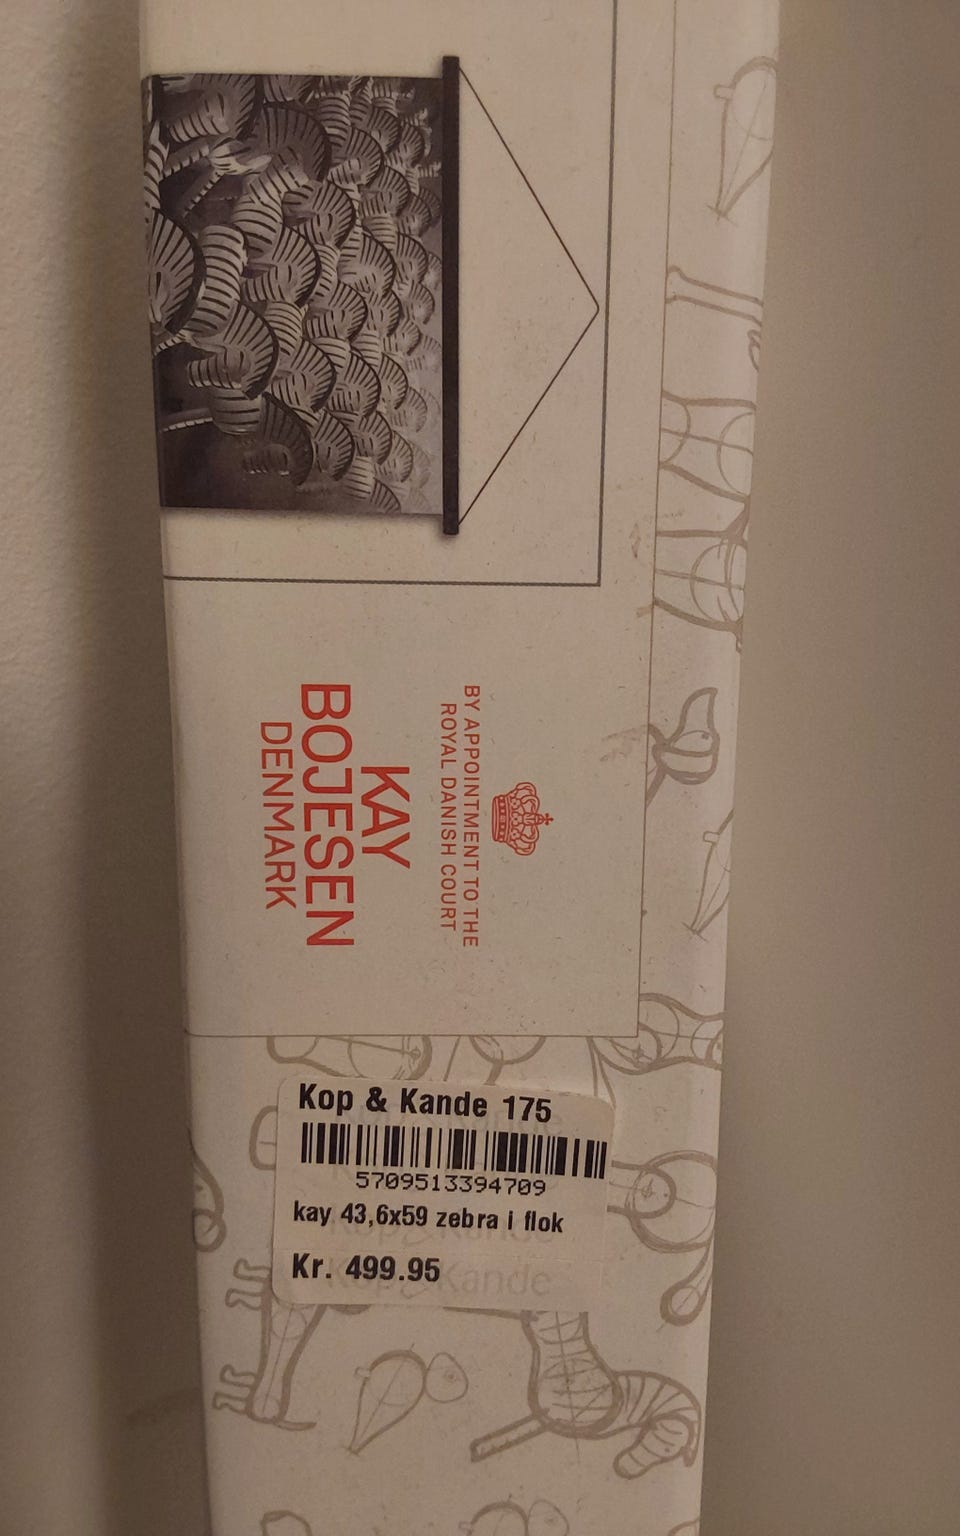 BY APPOINTMENT TO THE
ROYAL DANISH COURT
KAY
BOJESEN
DENMARK
Kop & Kande 175
5709513394709
kay 43,6x59 zebra i flok
Kr. 499.95